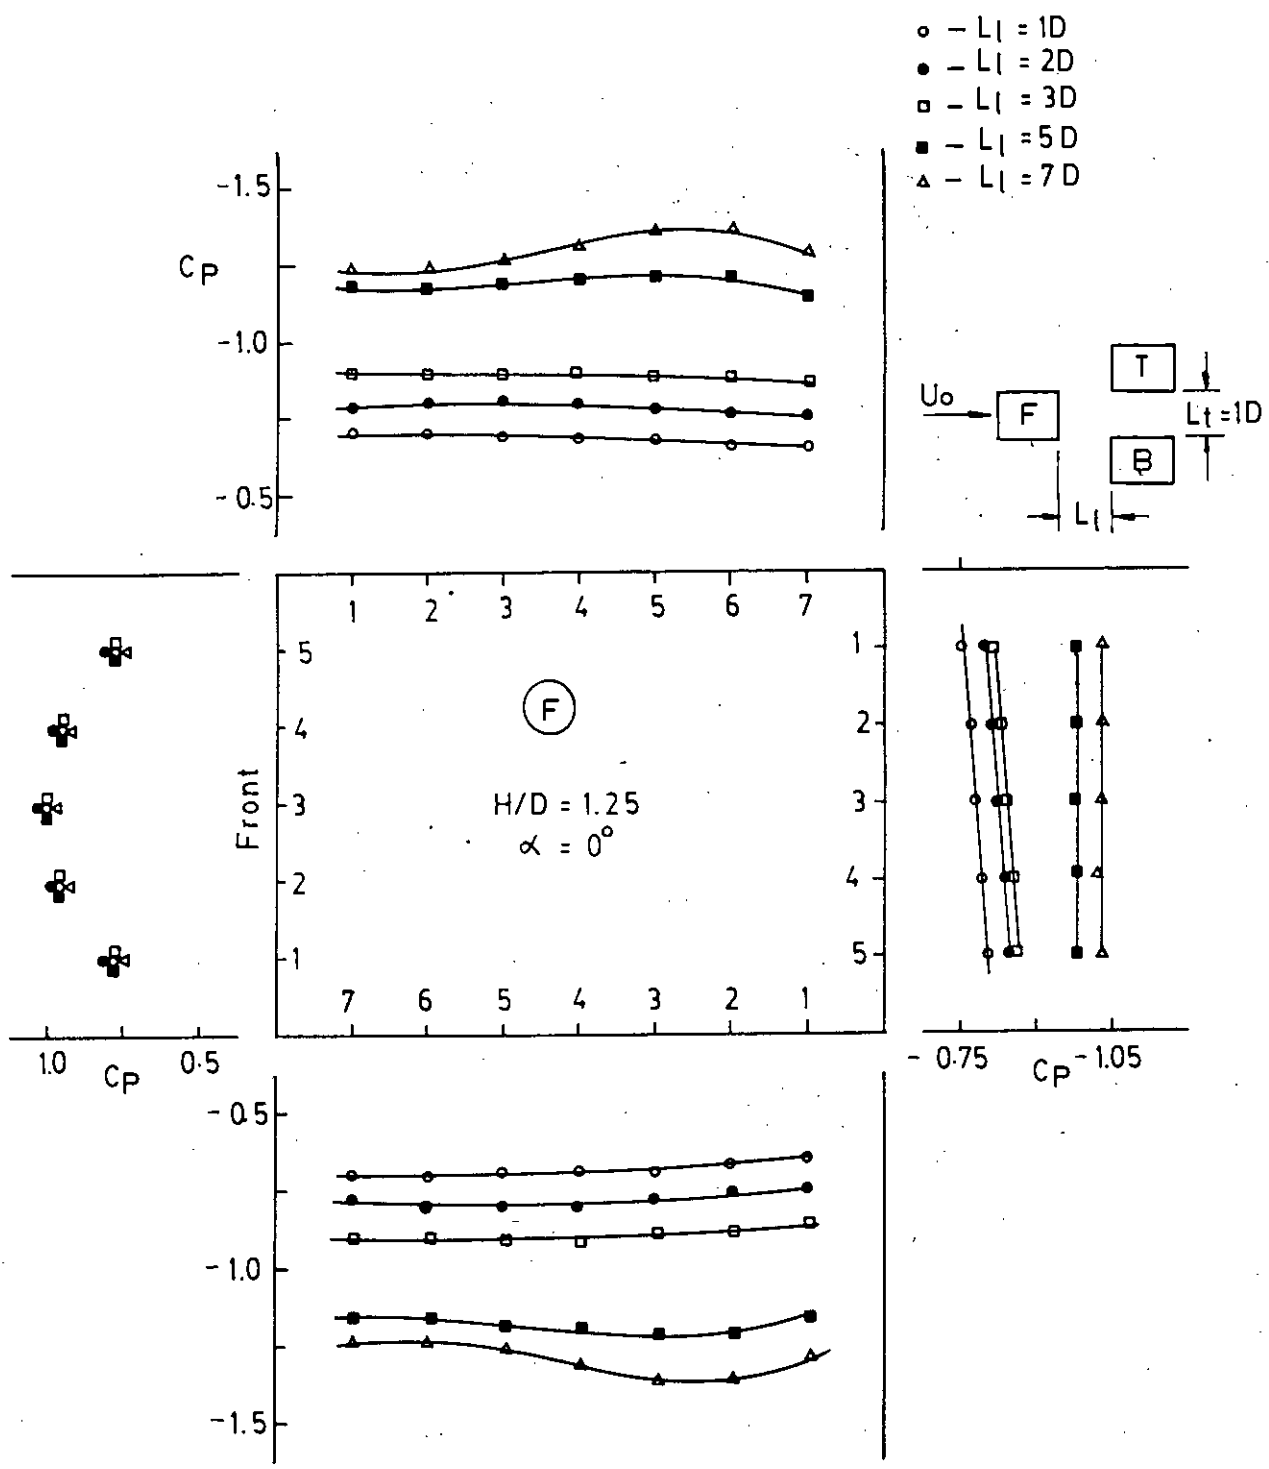 ○ – Ll = 1D
● – Ll = 2D
□ – Ll = 3D
■ – Ll = 5D
△ – Ll = 7D
-1.5
CP
-1.0
-0.5
U0
F
T
B
Lt = 1D
Ll
1 2 3 4 5 6 7
5
4
3
2
1
Front
F
H/D = 1.25
α = 0°
1
2
3
4
5
7 6 5 4 3 2 1
1.0 0.5
CP
-0.75 -1.05
CP
-0.5
-1.0
-1.5